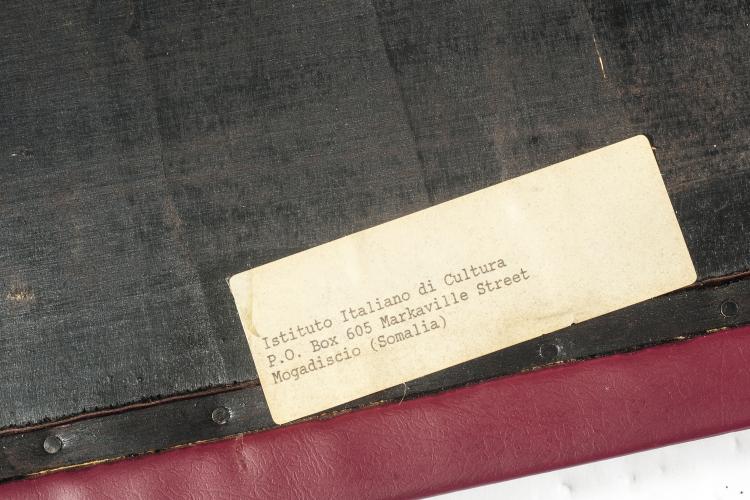 Istituto Italiano di Cultura
P.O. Box 605 Markaville Street
Mogadiscio (Somalia)